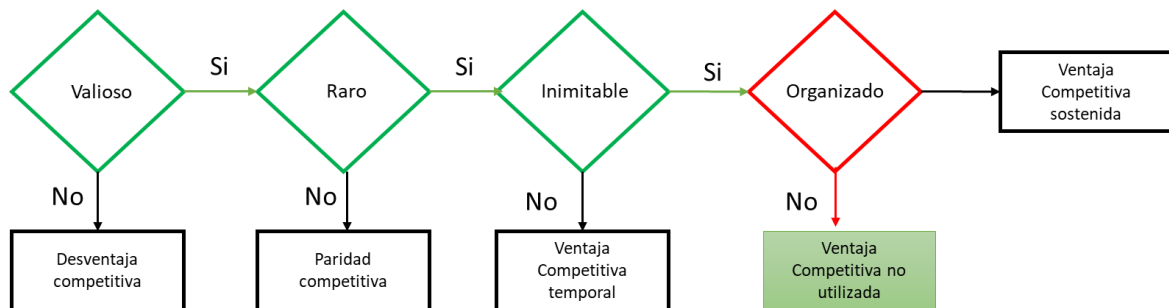 Valioso
Si
Raro
Si
Inimitable
Si
Organizado
Ventaja
Competitiva
sostenida
No
No
No
No
Desventaja
competitiva
Paridad
competitiva
Ventaja
Competitiva
temporal
Ventaja
Competitiva no
utilizada